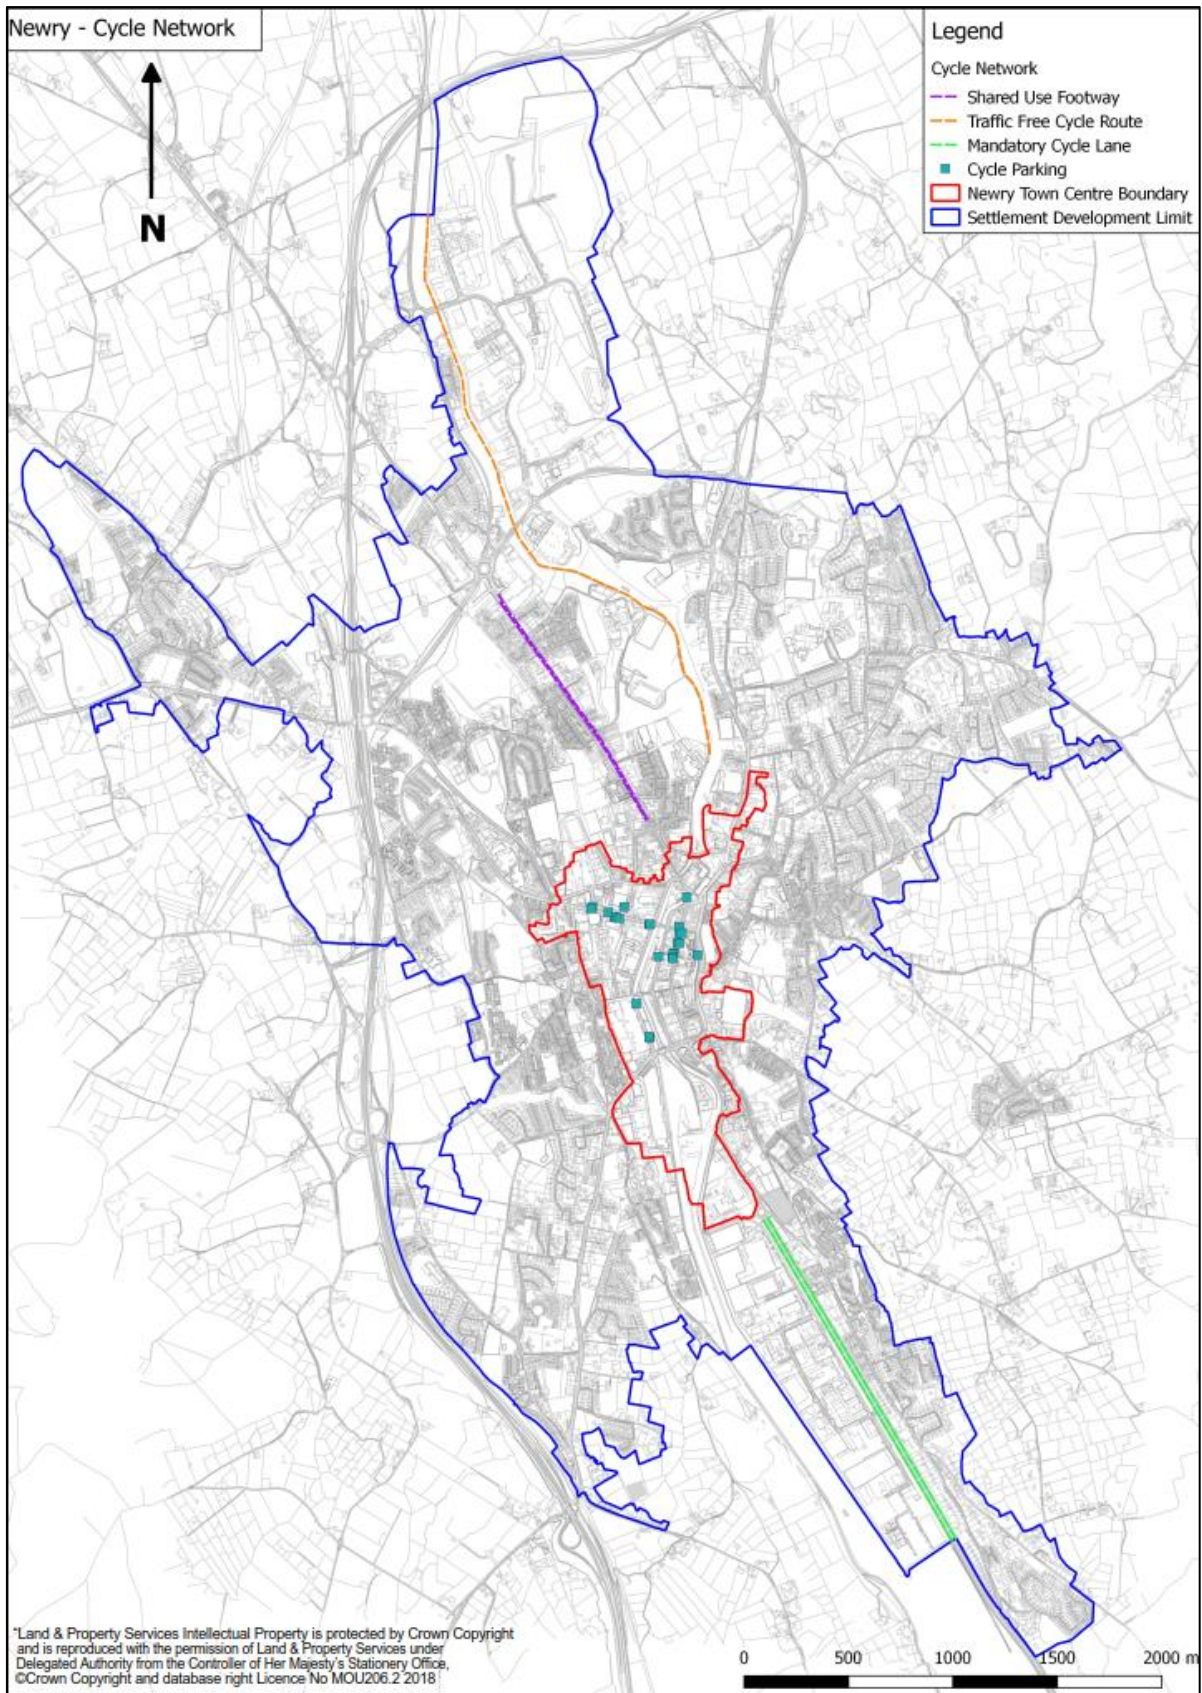 Newry - Cycle Network
N
Legend
Cycle Network
Shared Use Footway
Traffic Free Cycle Route
Mandatory Cycle Lane
Cycle Parking
Newry Town Centre Boundary
Settlement Development Limit
"Land & Property Services Intellectual Property is protected by Crown Copyright
and is reproduced with the permission of Land & Property Services under
Delegated Authority from the Controller of Her Majesty's Stationery Office,
©Crown Copyright and database right Licence No MOU206.2 2018
0 500 1000 1500 2000 m